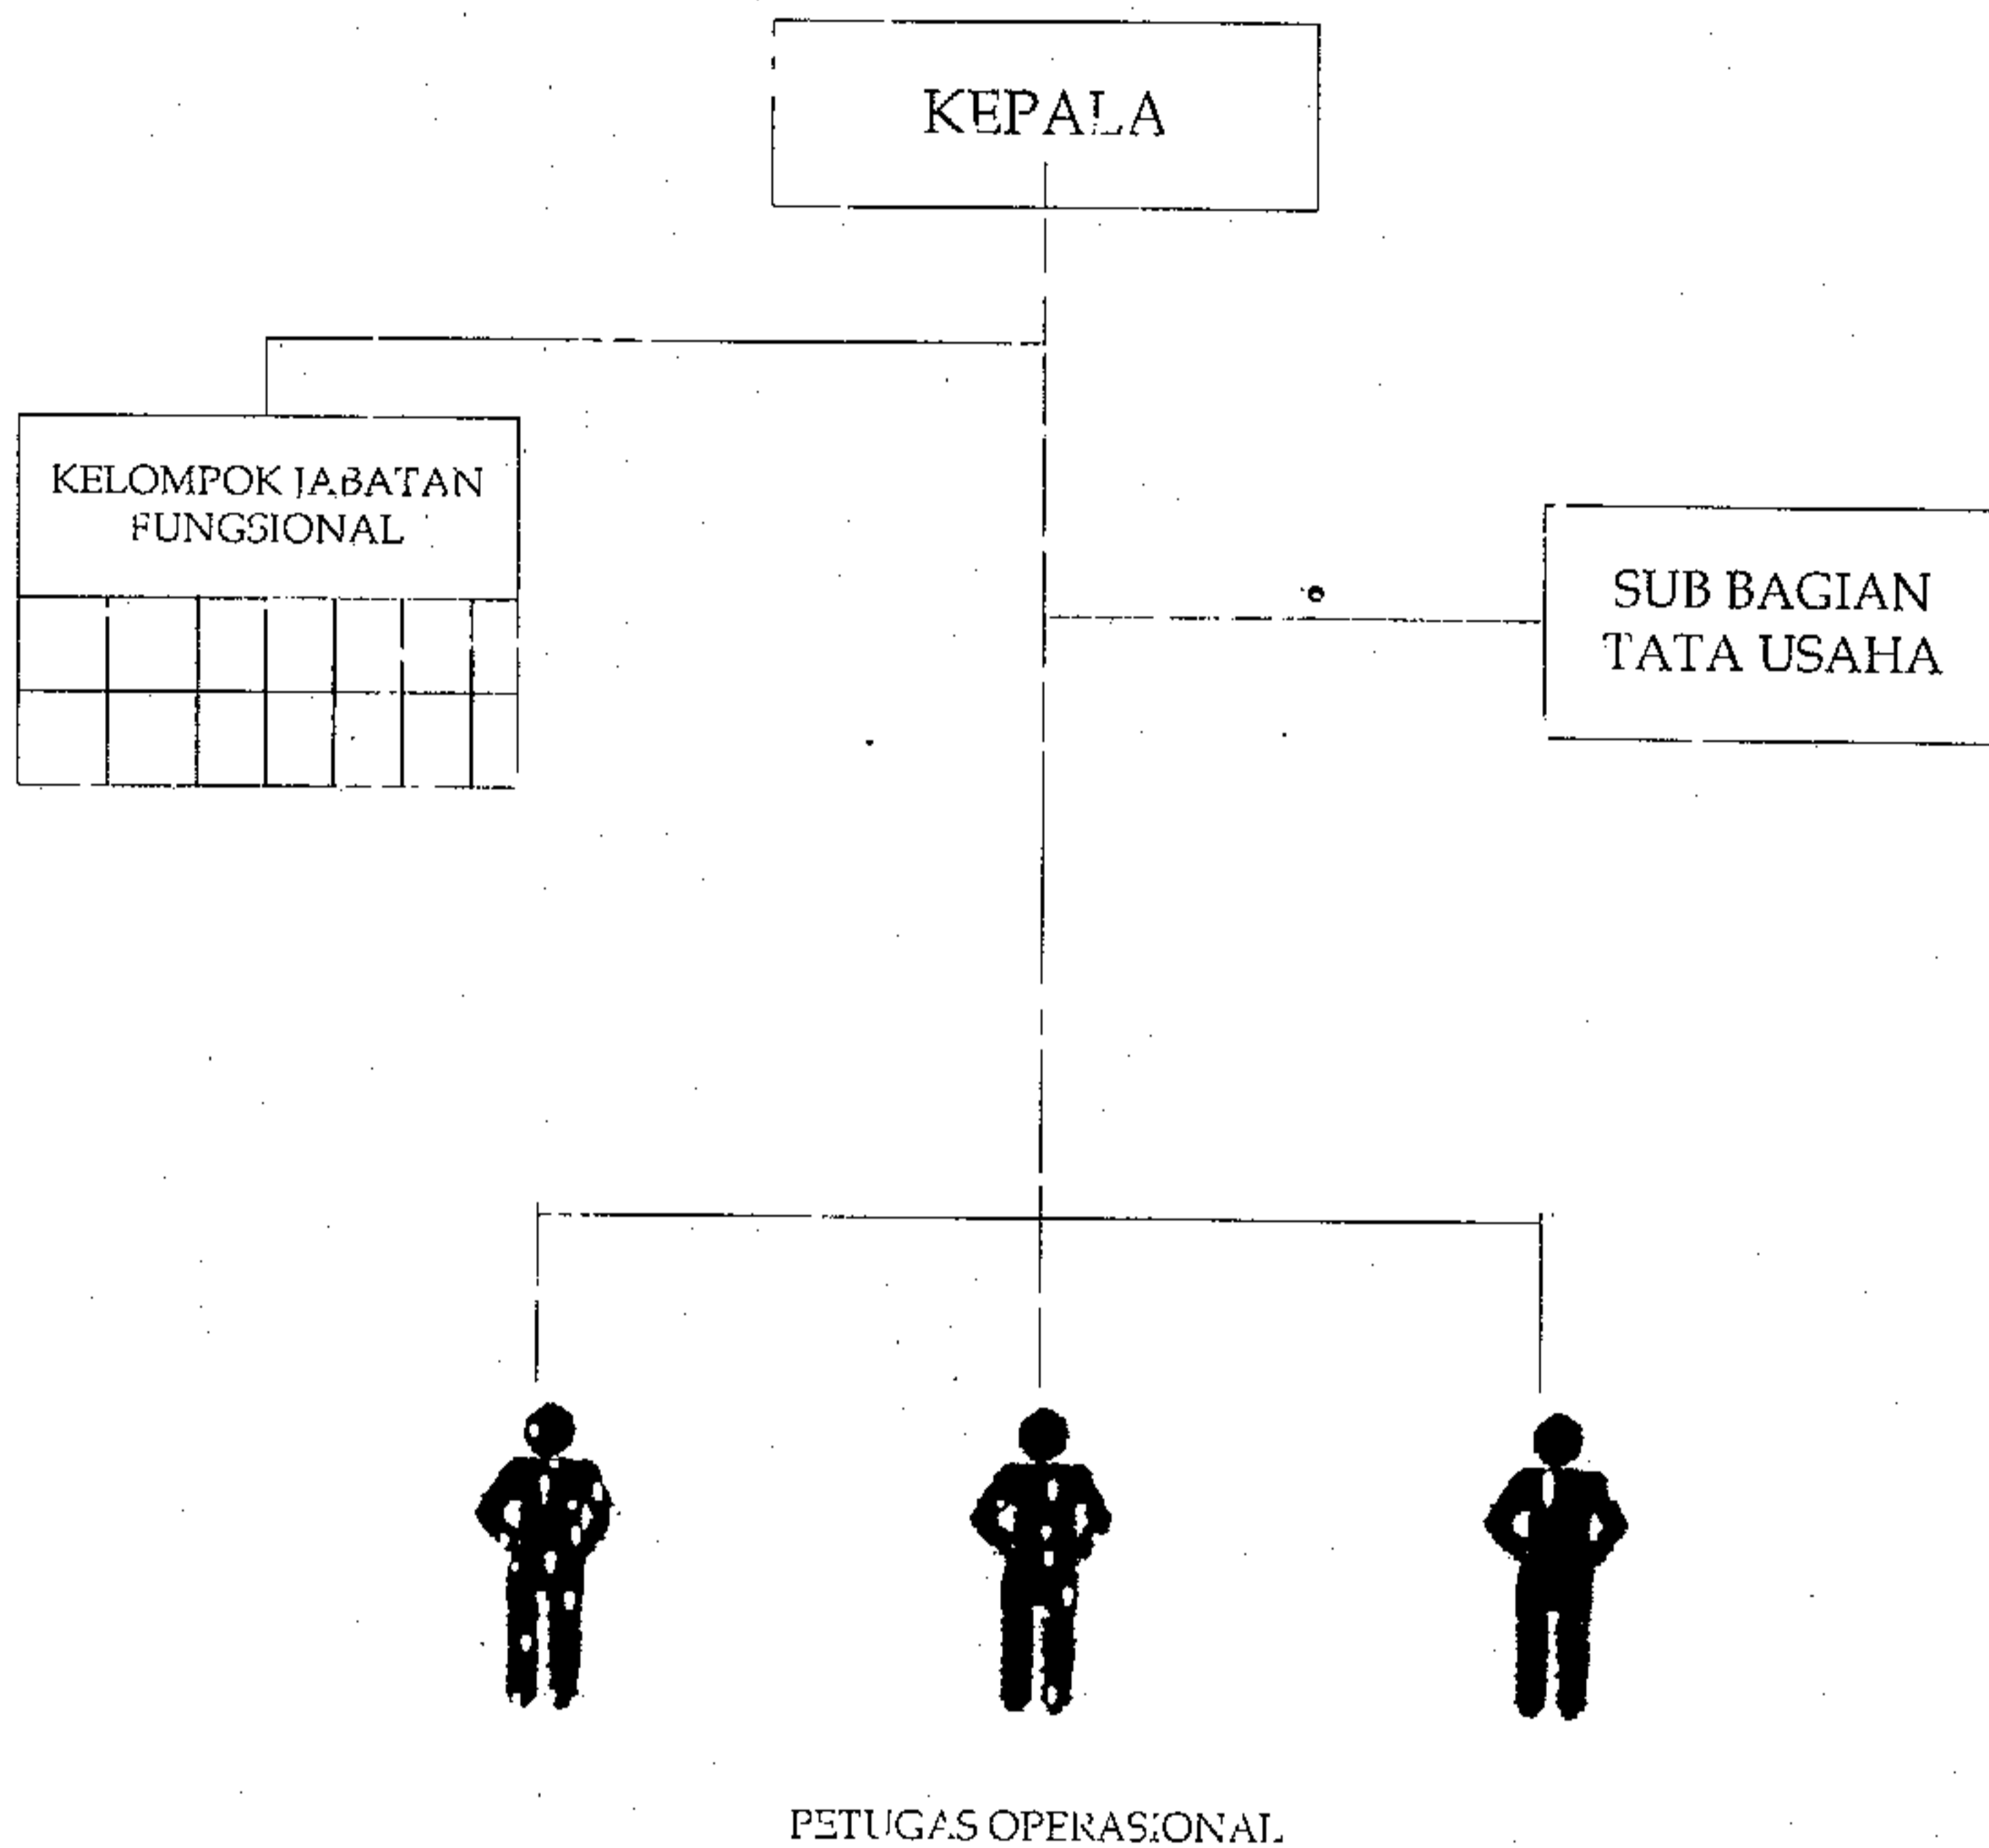 KEPALA
KELOMPOK JABATAN
FUNGSIONAL
SUB BAGIAN
TATA USAHA
PETUGAS OPERASIONAL